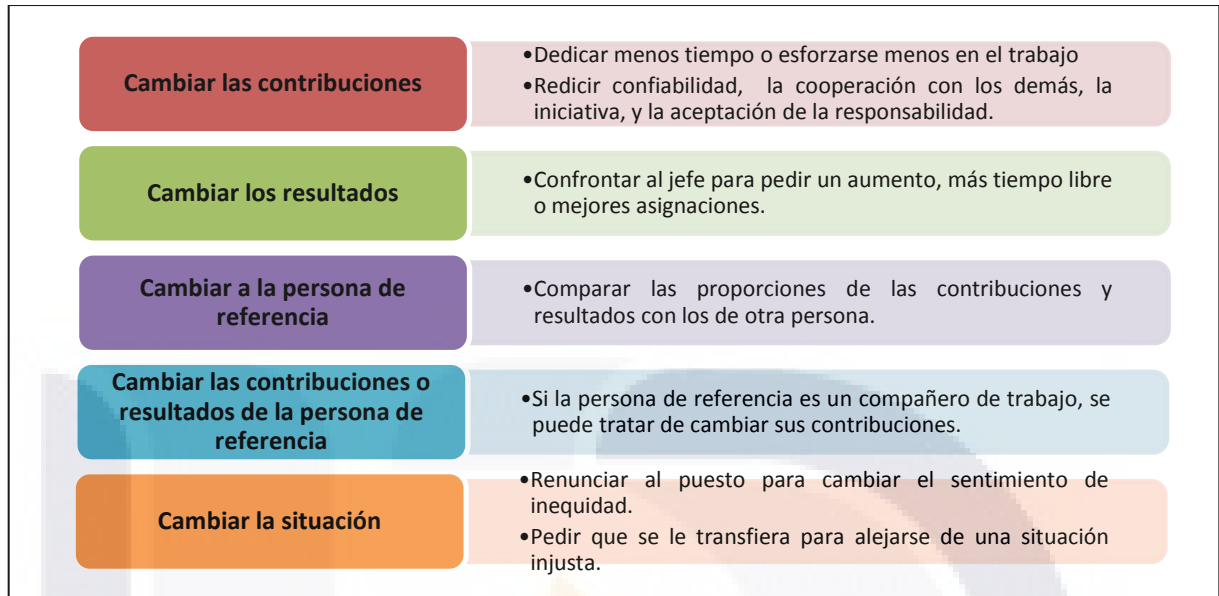 Cambiar las contribuciones
•Dedicar menos tiempo o esforzarse menos en el trabajo
•Redicir confiabilidad, la cooperación con los demás, la
iniciativa, y la aceptación de la responsabilidad.
Cambiar los resultados
•Confrontar al jefe para pedir un aumento, más tiempo libre
o mejores asignaciones.
Cambiar a la persona de
referencia
•Comparar las proporciones de las contribuciones y
resultados con los de otra persona.
Cambiar las contribuciones o
resultados de la persona de
referencia
•Si la persona de referencia es un compañero de trabajo, se
puede tratar de cambiar sus contribuciones.
Cambiar la situación
•Renunciar al puesto para cambiar el sentimiento de
inequidad.
•Pedir que se le transfiera para alejarse de una situación
injusta.